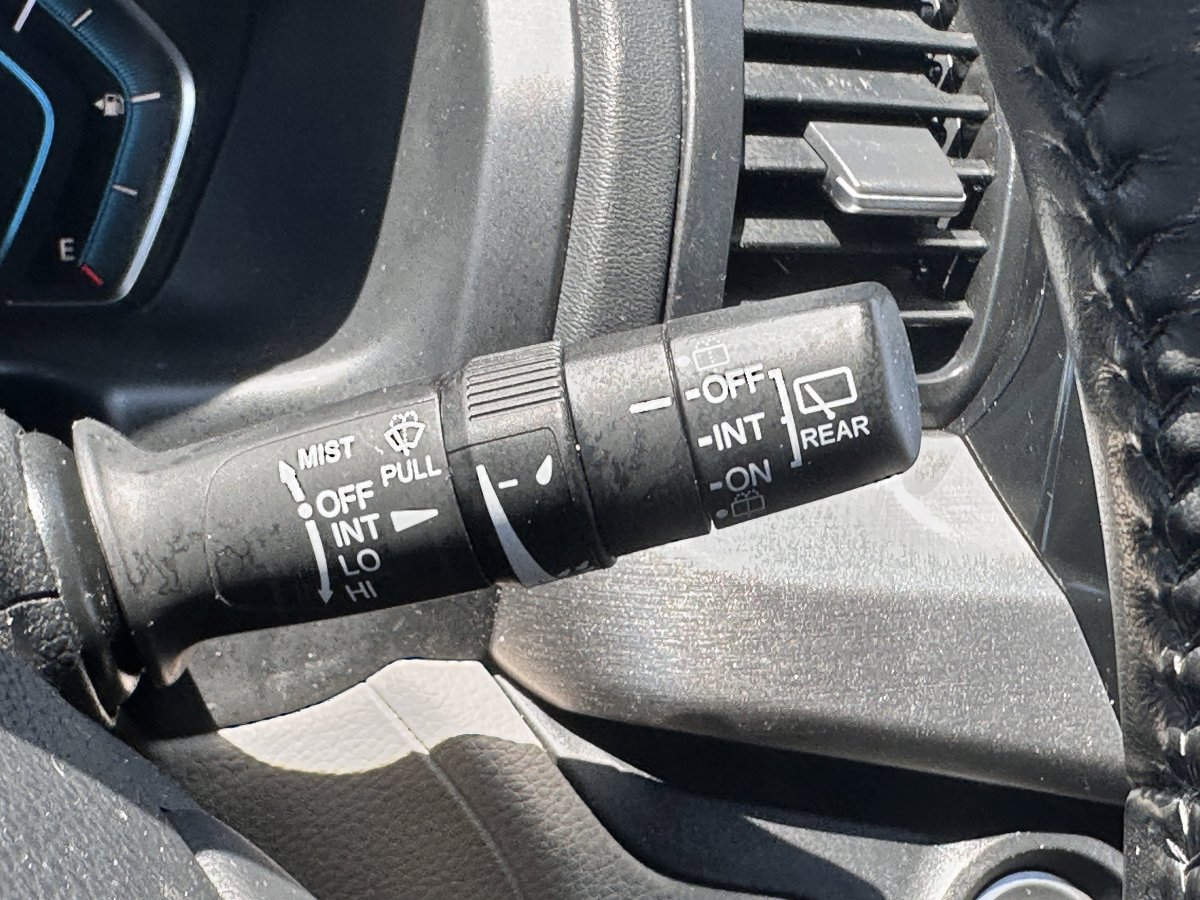 E
MIST
PULL
OFF
INT
LO
HI
-OFF
-INT
-ON
REAR